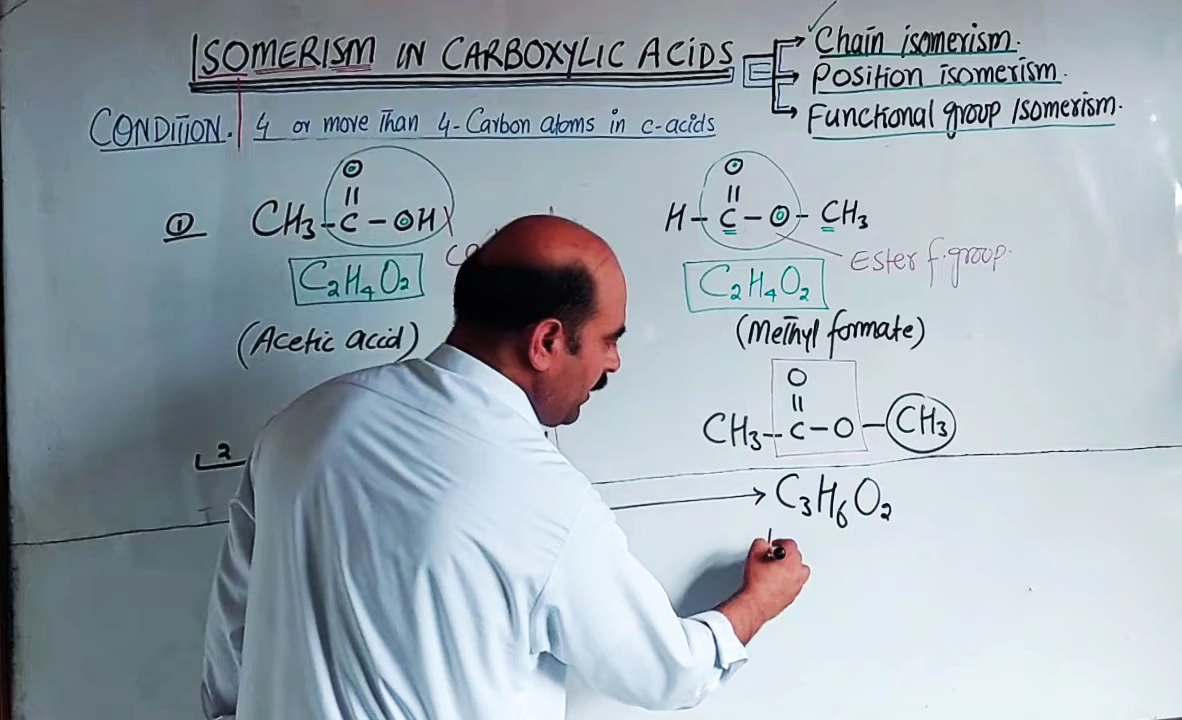 ISOMERISM IN CARBOXYLIC ACIDS
Chain isomerism.
Position isomerism.
Functional group Isomerism.
CONDITION. 4 or more Than 4-Carbon atoms in c-acids
①
O
||
CH₃-C-OH
C₂H₄O₂
(Acetic acid)
O
||
H-C-O-CH₃
Ester f.group.
C₂H₄O₂
(Methyl formate)
O
||
CH₃-C-O-CH₃
2
→ C₃H₆O₂